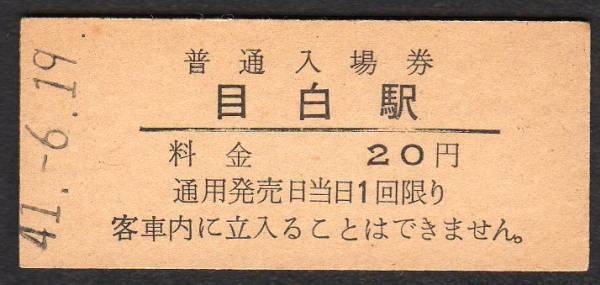 普通入場券
目白駅
料金 20円
通用発売日当日1回限り
客車内に立入ることはできません。
41.-6.19